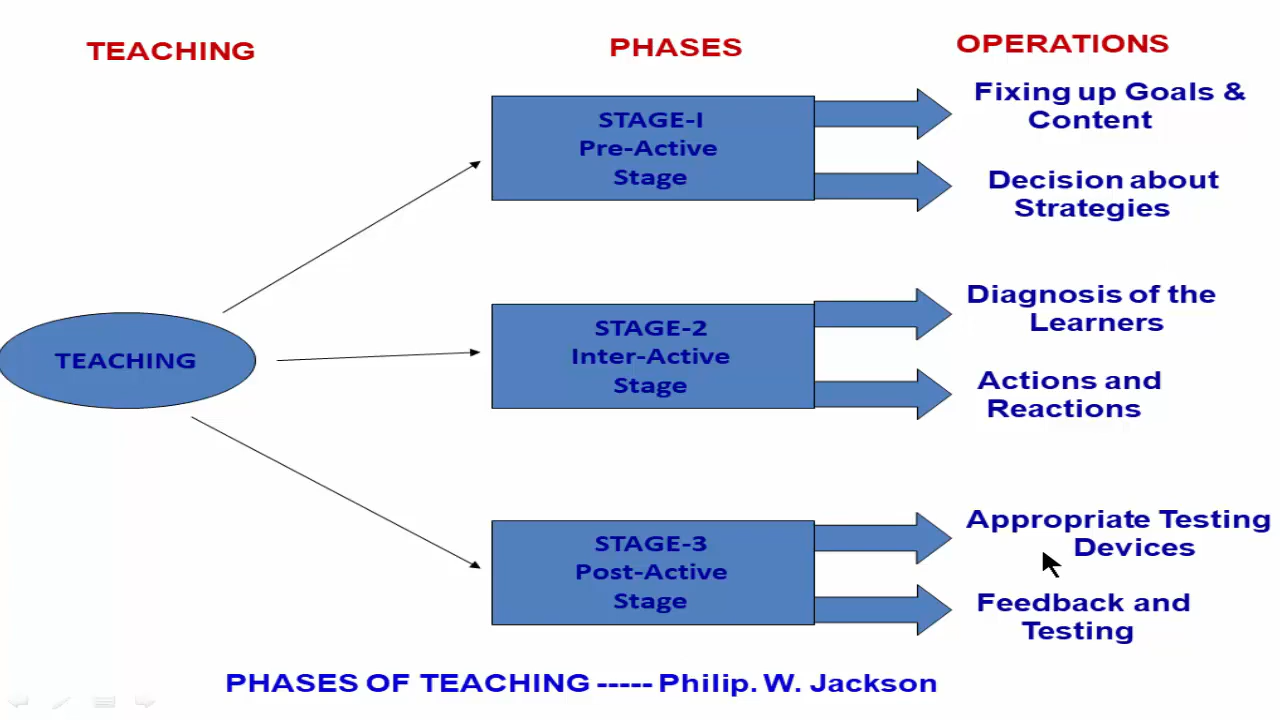 TEACHING
PHASES
OPERATIONS
STAGE-I
Pre-Active
Stage
Fixing up Goals &
Content
Decision about
Strategies
TEACHING
STAGE-2
Inter-Active
Stage
Diagnosis of the
Learners
Actions and
Reactions
STAGE-3
Post-Active
Stage
Appropriate Testing
Devices
Feedback and
Testing
PHASES OF TEACHING ----- Philip. W. Jackson